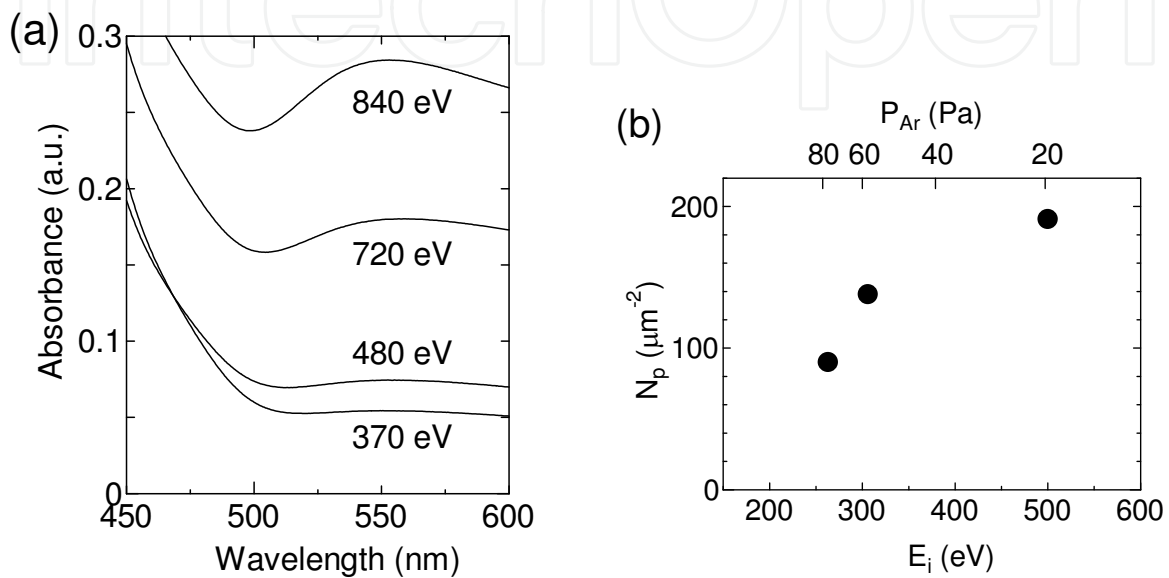 IntechOpen
(a)
0.3
0.2
0.1
0
Absorbance (a.u.)
840 eV
720 eV
480 eV
370 eV
450 500 550 600
Wavelength (nm)
(b)
P_Ar (Pa)
80 60 40 20
200
100
0
N_p (μm⁻²)
200 300 400 500 600
E_i (eV)